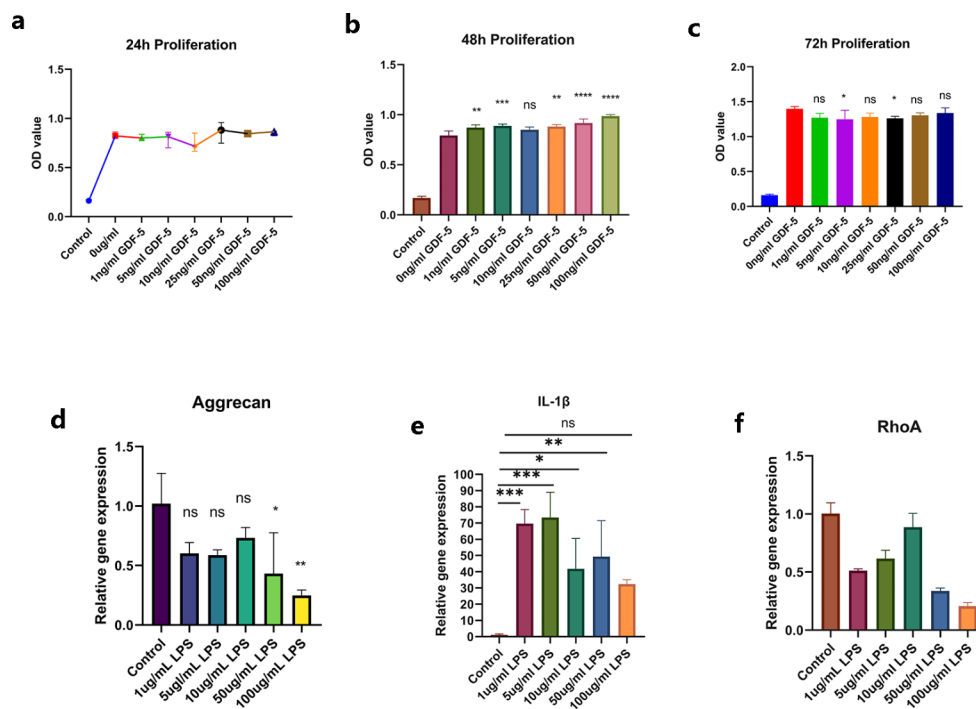 a
24h Proliferation
OD value
1.5
1.0
0.5
0.0
Control
0ug/ml
1ng/ml GDF-5
5ng/ml GDF-5
10ng/ml GDF-5
25ng/ml GDF-5
50ng/ml GDF-5
100ng/ml GDF-5
b
48h Proliferation
OD value
1.5
1.0
0.5
0.0
** *** ns ** **** ****
Control
0ng/ml GDF-5
1ng/ml GDF-5
5ng/ml GDF-5
10ng/ml GDF-5
25ng/ml GDF-5
50ng/ml GDF-5
100ng/ml GDF-5
c
72h Proliferation
OD value
2.0
1.5
1.0
0.5
0.0
ns * ns * ns ns
Control
0ng/ml GDF-5
1ng/ml GDF-5
5ng/ml GDF-5
10ng/ml GDF-5
25ng/ml GDF-5
50ng/ml GDF-5
100ng/ml GDF-5
d
Aggrecan
Relative gene expression
1.5
1.0
0.5
0.0
ns ns ns * **
Control
1ug/mL LPS
5ug/mL LPS
10ug/mL LPS
50ug/mL LPS
100ug/mL LPS
e
IL-1β
Relative gene expression
ns
**
*
***
***
100
90
80
70
60
50
40
30
20
10
0
Control
1ug/ml LPS
5ug/ml LPS
10ug/ml LPS
50ug/ml LPS
100ug/ml LPS
f
RhoA
Relative gene expression
1.5
1.0
0.5
0.0
Control
1ug/mL LPS
5ug/mL LPS
10ug/mL LPS
50ug/mL LPS
100ug/mL LPS